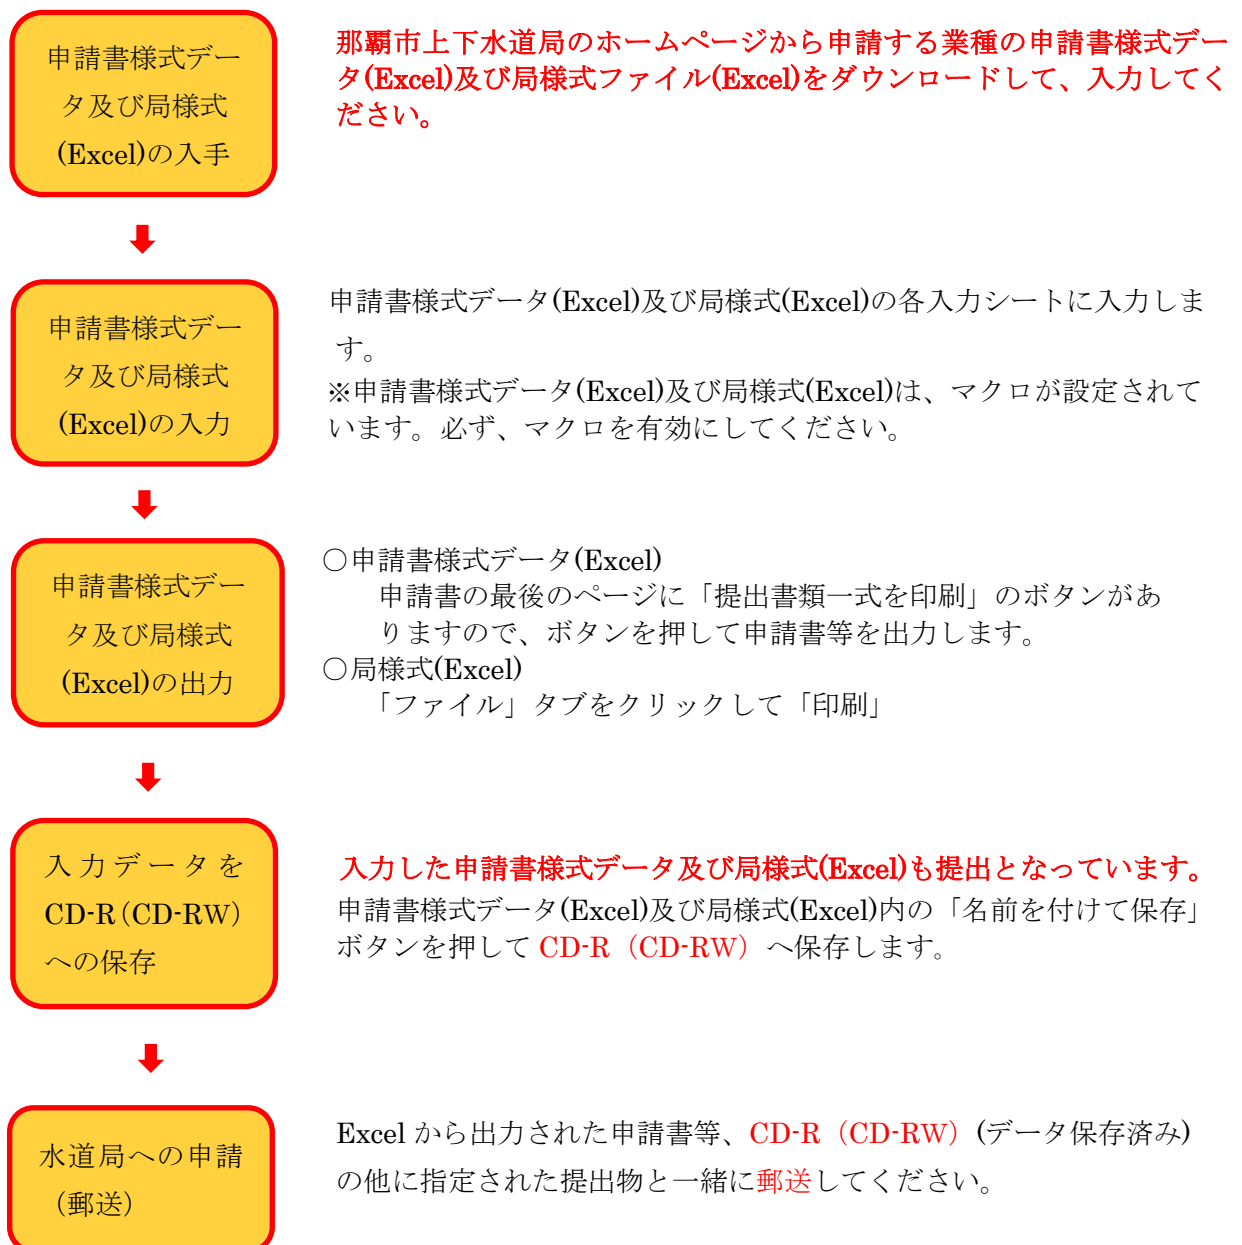 申請書様式デー
タ及び局様式
(Excel)の入手
那覇市上下水道局のホームページから申請する業種の申請書様式デー
タ(Excel)及び局様式ファイル(Excel)をダウンロードして、入力してく
ださい。
申請書様式デー
タ及び局様式
(Excel)の入力
申請書様式データ(Excel)及び局様式(Excel)の各入力シートに入力しま
す。
※申請書様式データ(Excel)及び局様式(Excel)は、マクロが設定されて
います。必ず、マクロを有効にしてください。
申請書様式デー
タ及び局様式
(Excel)の出力
○申請書様式データ(Excel)
申請書の最後のページに「提出書類一式を印刷」のボタンがあ
りますので、ボタンを押して申請書等を出力します。
○局様式(Excel)
「ファイル」タブをクリックして「印刷」
入力データを
CD-R（CD-RW）
への保存
入力した申請書様式データ及び局様式(Excel)も提出となっています。
申請書様式データ(Excel)及び局様式(Excel)内の「名前を付けて保存」
ボタンを押して CD-R（CD-RW）へ保存します。
水道局への申請
（郵送）
Excel から出力された申請書等、CD-R（CD-RW）(データ保存済み)
の他に指定された提出物と一緒に郵送してください。